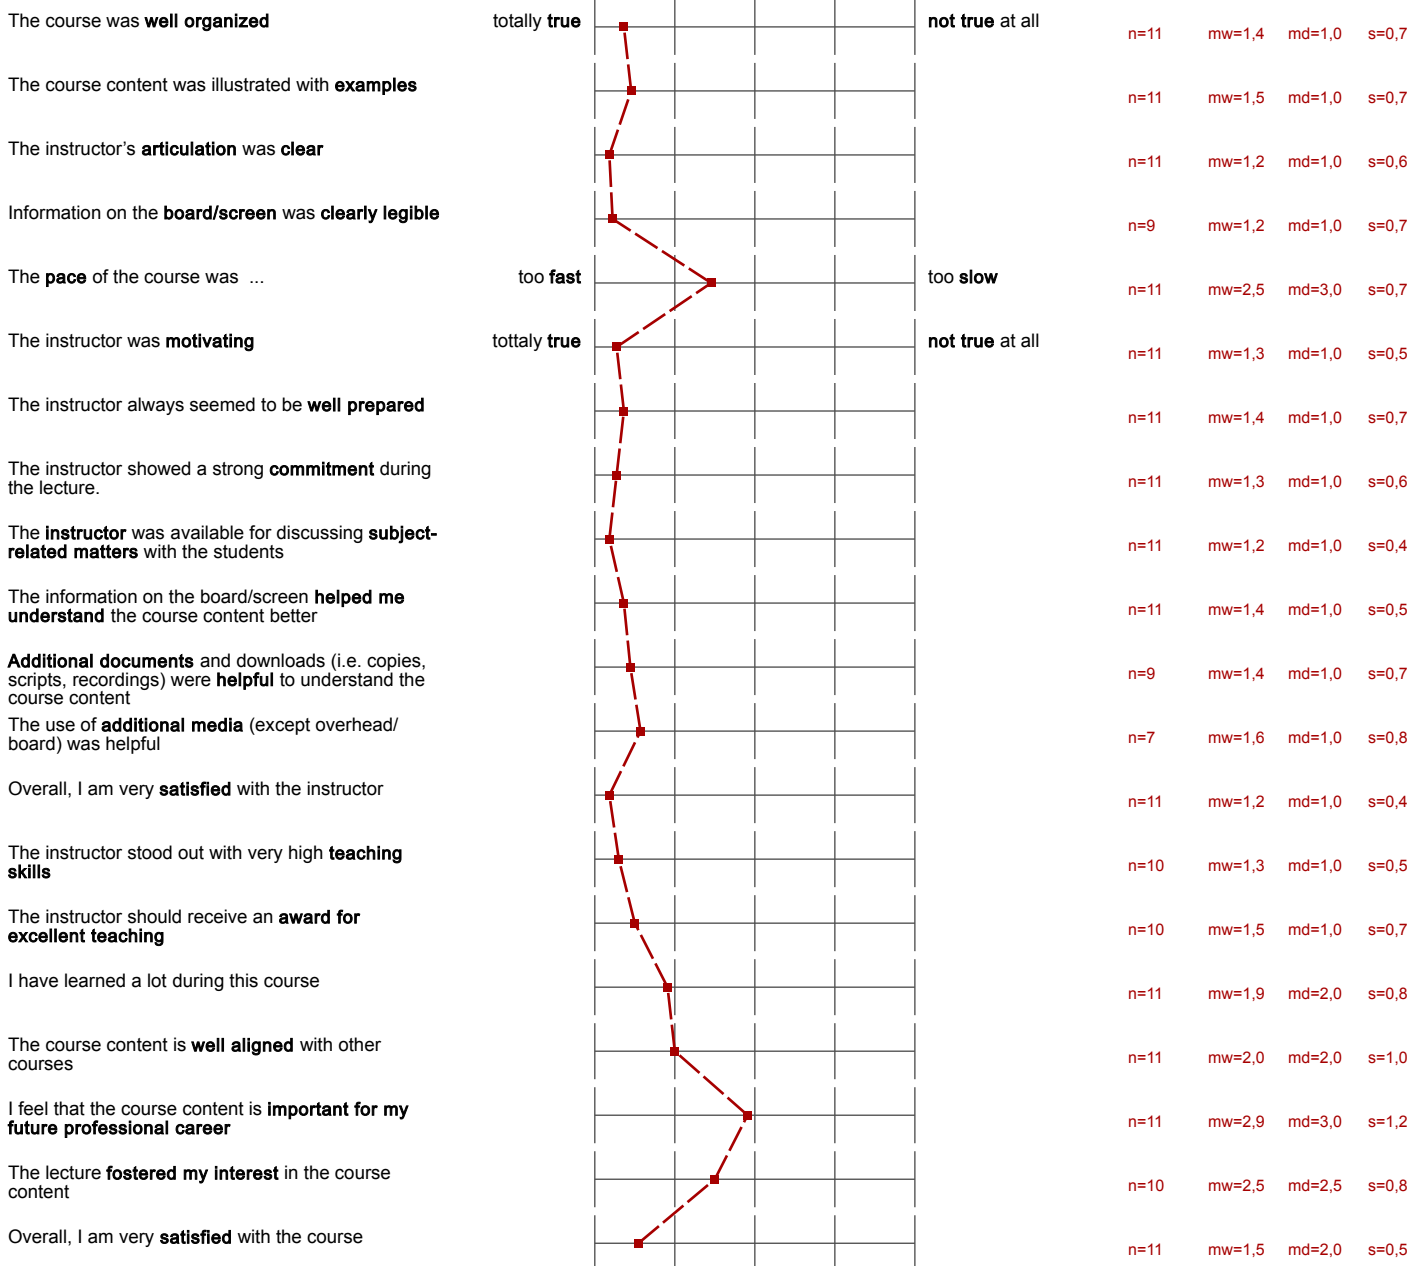 The course was well organized totally true not true at all n=11 mw=1,4 md=1,0 s=0,7
The course content was illustrated with examples n=11 mw=1,5 md=1,0 s=0,7
The instructor's articulation was clear n=11 mw=1,2 md=1,0 s=0,6
Information on the board/screen was clearly legible n=9 mw=1,2 md=1,0 s=0,7
The pace of the course was ... too fast too slow n=11 mw=2,5 md=3,0 s=0,7
The instructor was motivating tottaly true not true at all n=11 mw=1,3 md=1,0 s=0,5
The instructor always seemed to be well prepared n=11 mw=1,4 md=1,0 s=0,7
The instructor showed a strong commitment during
the lecture. n=11 mw=1,3 md=1,0 s=0,6
The instructor was available for discussing subject-
related matters with the students n=11 mw=1,2 md=1,0 s=0,4
The information on the board/screen helped me
understand the course content better n=11 mw=1,4 md=1,0 s=0,5
Additional documents and downloads (i.e. copies,
scripts, recordings) were helpful to understand the n=9 mw=1,4 md=1,0 s=0,7
course content
The use of additional media (except overhead/
board) was helpful n=7 mw=1,6 md=1,0 s=0,8
Overall, I am very satisfied with the instructor n=11 mw=1,2 md=1,0 s=0,4
The instructor stood out with very high teaching
skills n=10 mw=1,3 md=1,0 s=0,5
The instructor should receive an award for
excellent teaching n=10 mw=1,5 md=1,0 s=0,7
I have learned a lot during this course n=11 mw=1,9 md=2,0 s=0,8
The course content is well aligned with other
courses n=11 mw=2,0 md=2,0 s=1,0
I feel that the course content is important for my
future professional career n=11 mw=2,9 md=3,0 s=1,2
The lecture fostered my interest in the course
content n=10 mw=2,5 md=2,5 s=0,8
Overall, I am very satisfied with the course n=11 mw=1,5 md=2,0 s=0,5